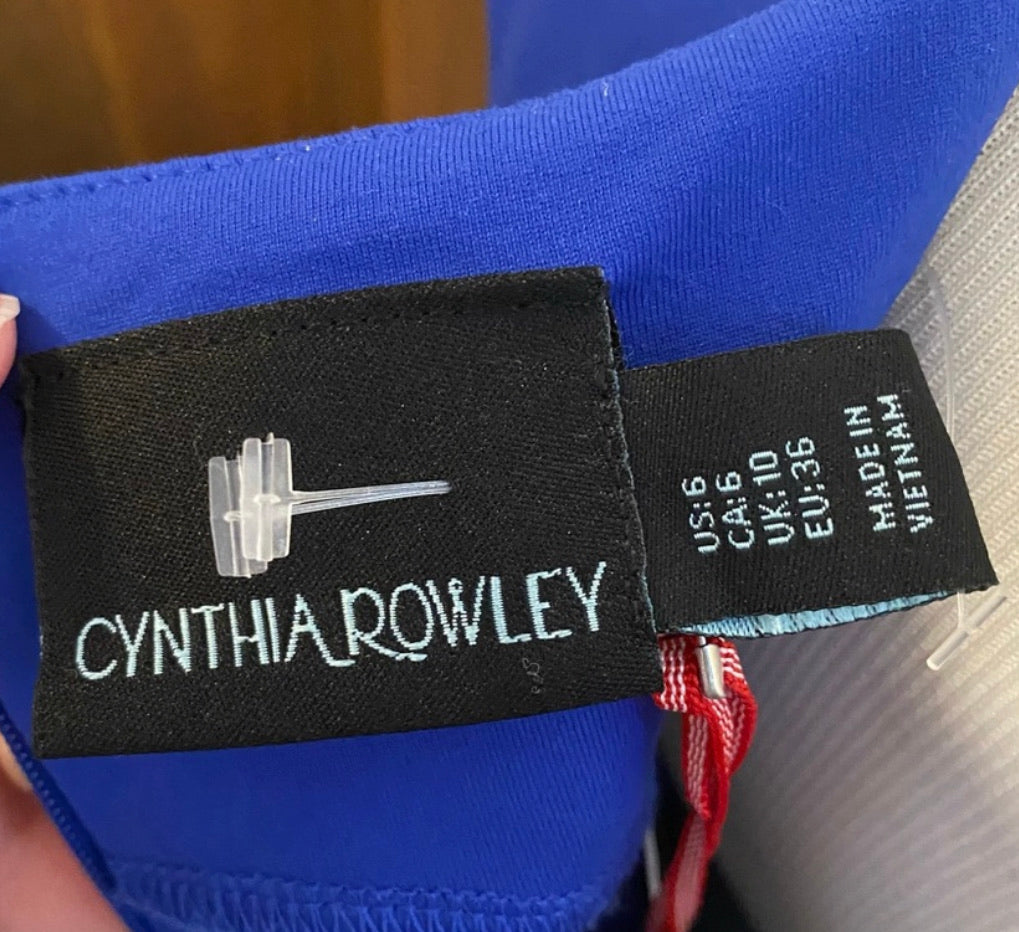 CYNTHIA ROWLEY
US:6
CA:6
UK:10
EU:36
MADE IN
VIETNAM